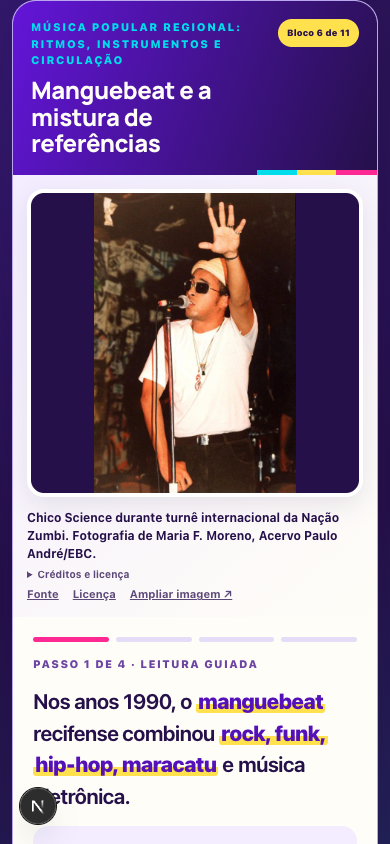 MÚSICA POPULAR REGIONAL:
RITMOS, INSTRUMENTOS E
CIRCULAÇÃO
Bloco 6 de 11
Manguebeat e a
mistura de
referências
Chico Science durante turnê internacional da Nação
Zumbi. Fotografia de Maria F. Moreno, Acervo Paulo
André/EBC.
▶ Créditos e licença
Fonte Licença Ampliar imagem ↗
PASSO 1 DE 4 · LEITURA GUIADA
Nos anos 1990, o manguebeat
recifense combinou rock, funk,
hip-hop, maracatu e música
etrônica.
N